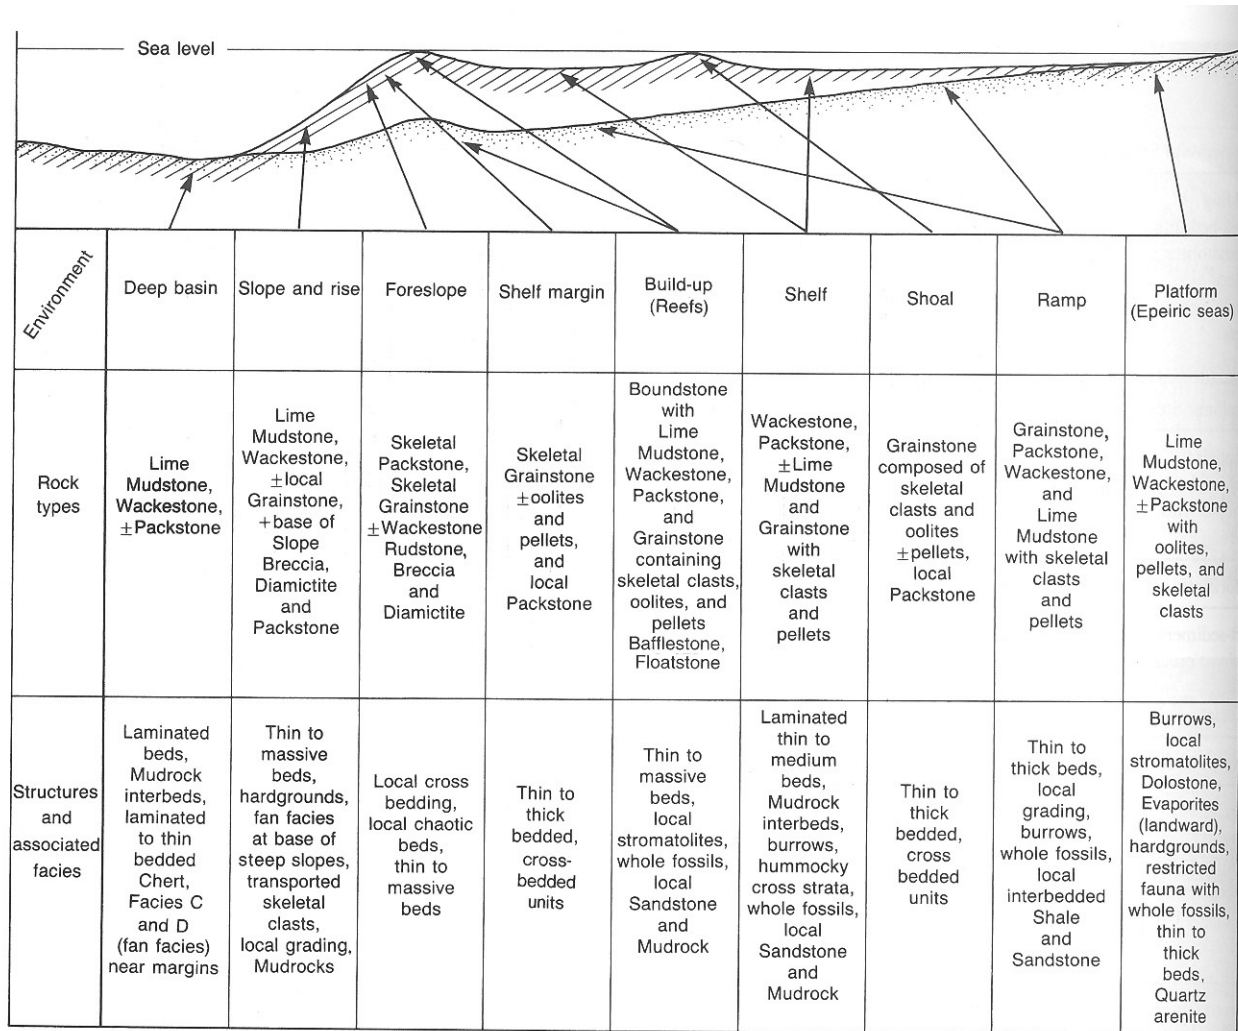 Sea level
Environment
Deep basin
Slope and rise
Foreslope
Shelf margin
Build-up
(Reefs)
Shelf
Shoal
Ramp
Platform
(Epeiric seas)
Rock
types
Lime
Mudstone,
Wackestone,
±Packstone
Lime
Mudstone,
Wackestone,
±local
Grainstone,
+base of
Slope
Breccia,
Diamictite
and
Packstone
Skeletal
Packstone,
Skeletal
Grainstone
±Wackestone
Rudstone,
Breccia
and
Diamictite
Skeletal
Grainstone
±oolites
and
pellets,
and
local
Packstone
Boundstone
with
Lime
Mudstone,
Wackestone,
Packstone,
and
Grainstone
containing
skeletal clasts,
oolites, and
pellets
Bafflestone,
Floatstone
Wackestone,
Packstone,
±Lime
Mudstone
and
Grainstone
with
skeletal
clasts
and
pellets
Grainstone
composed of
skeletal
clasts and
oolites
±pellets,
local
Packstone
Grainstone,
Packstone,
Wackestone,
and
Lime
Mudstone
with skeletal
clasts
and
pellets
Lime
Mudstone,
Wackestone,
±Packstone
with
oolites,
pellets, and
skeletal
clasts
Structures
and
associated
facies
Laminated
beds,
Mudrock
interbeds,
laminated
to thin
bedded
Chert,
Facies C
and D
(fan facies)
near margins
Thin to
massive
beds,
hardgrounds,
fan facies
at base of
steep slopes,
transported
skeletal
clasts,
local grading,
Mudrocks
Local cross
bedding,
local chaotic
beds,
thin to
massive
beds
Thin to
thick
bedded,
cross-
bedded
units
Thin to
massive
beds,
local
stromatolites,
whole fossils,
local
Sandstone
and
Mudrock
Laminated
thin to
medium
beds,
Mudrock
interbeds,
burrows,
hummocky
cross strata,
whole fossils,
local
Sandstone
and
Mudrock
Thin to
thick
bedded,
cross
bedded
units
Thin to
thick beds,
local
grading,
burrows,
whole fossils,
local
interbedded
Shale
and
Sandstone
Burrows,
local
stromatolites,
Dolostone,
Evaporites
(landward),
hardgrounds,
restricted
fauna with
whole fossils,
thin to
thick
beds,
Quartz
arenite